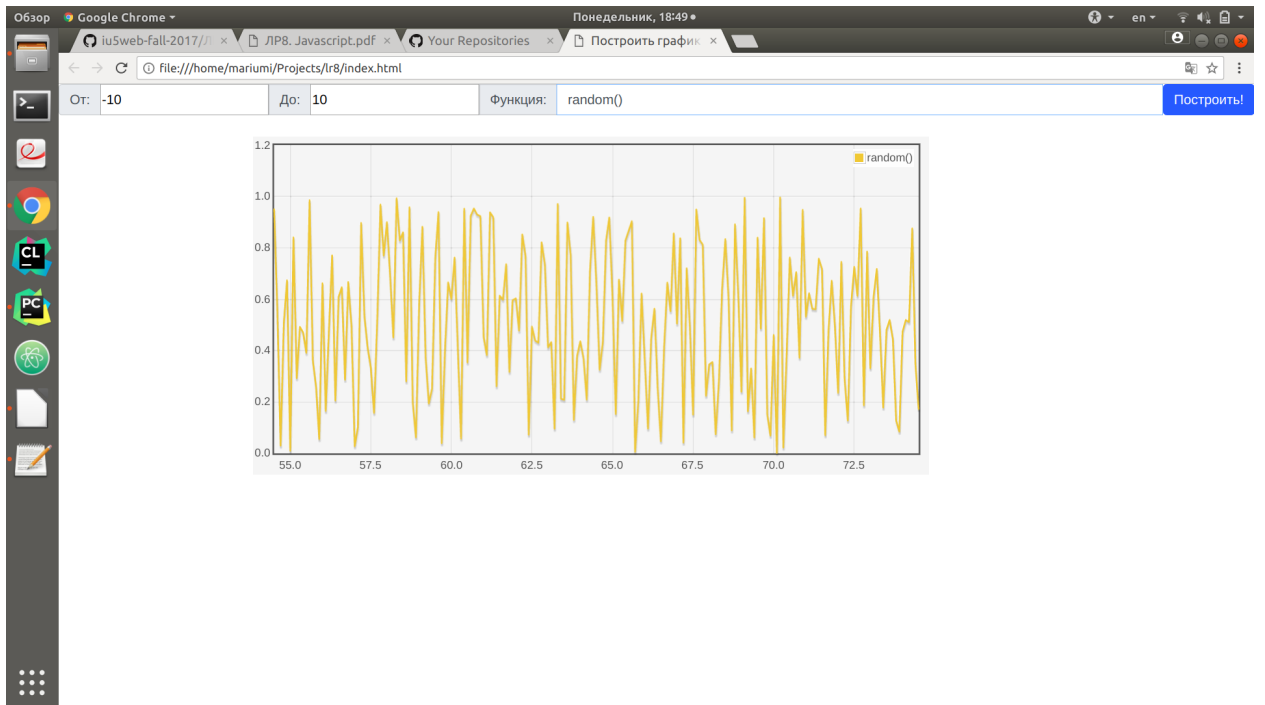 Обзор Google Chrome Понедельник, 18:49 en
iu5web-fall-2017/Л × ЛР8. Javascript.pdf × Your Repositories × Построить график ×
file:///home/mariumi/Projects/lr8/index.html
От: -10 До: 10 Функция: random() Построить!
random()
1.2
1.0
0.8
0.6
0.4
0.2
0.0
55.0 57.5 60.0 62.5 65.0 67.5 70.0 72.5
CL
PC